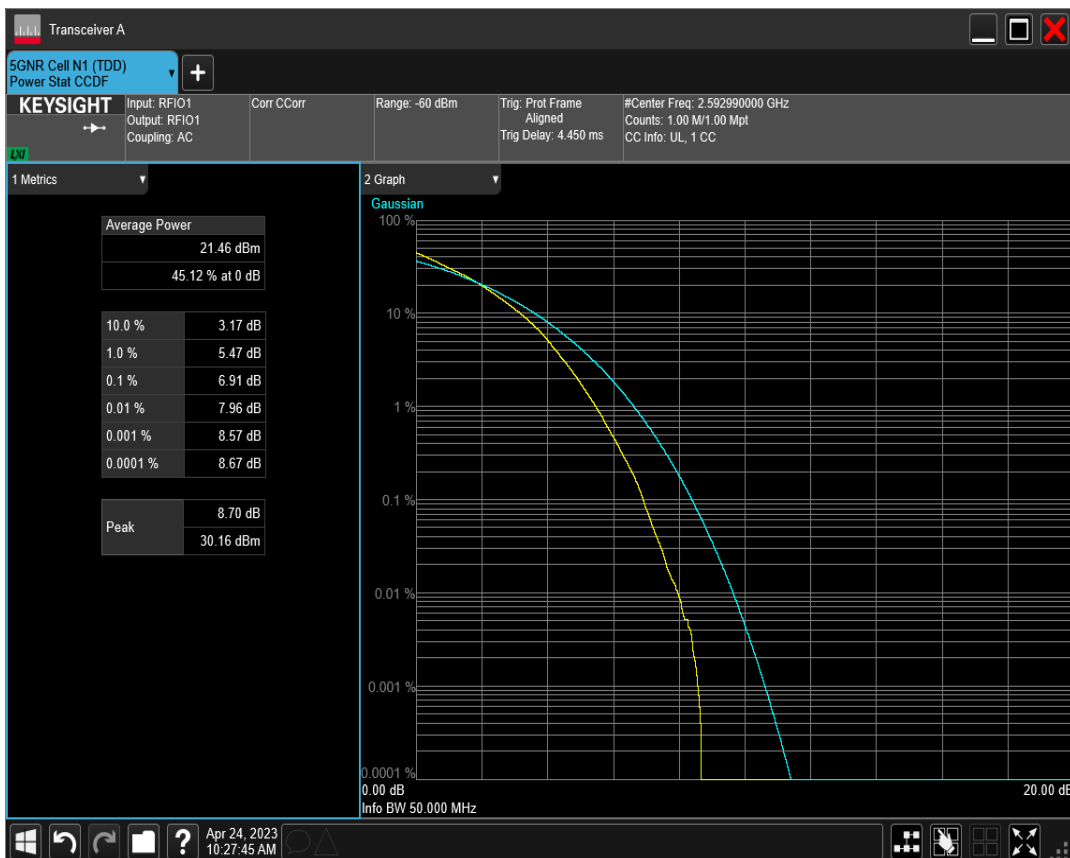 Transceiver A
5GNR Cell N1 (TDD)
Power Stat CCDF
KEYSIGHT
LXI
Input: RFIO1
Output: RFIO1
Coupling: AC
Corr CCorr
Range: -60 dBm
Trig: Prot Frame
Aligned
Trig Delay: 4.450 ms
#Center Freq: 2.592990000 GHz
Counts: 1.00 M/1.00 Mpt
CC Info: UL, 1 CC
1 Metrics
Average Power
21.46 dBm
45.12 % at 0 dB
10.0 % 3.17 dB
1.0 % 5.47 dB
0.1 % 6.91 dB
0.01 % 7.96 dB
0.001 % 8.57 dB
0.0001 % 8.67 dB
Peak
8.70 dB
30.16 dBm
2 Graph
Gaussian
100 %
10 %
1 %
0.1 %
0.01 %
0.001 %
0.0001 %
0.00 dB 20.00 dB
Info BW 50.000 MHz
?
Apr 24, 2023
10:27:45 AM